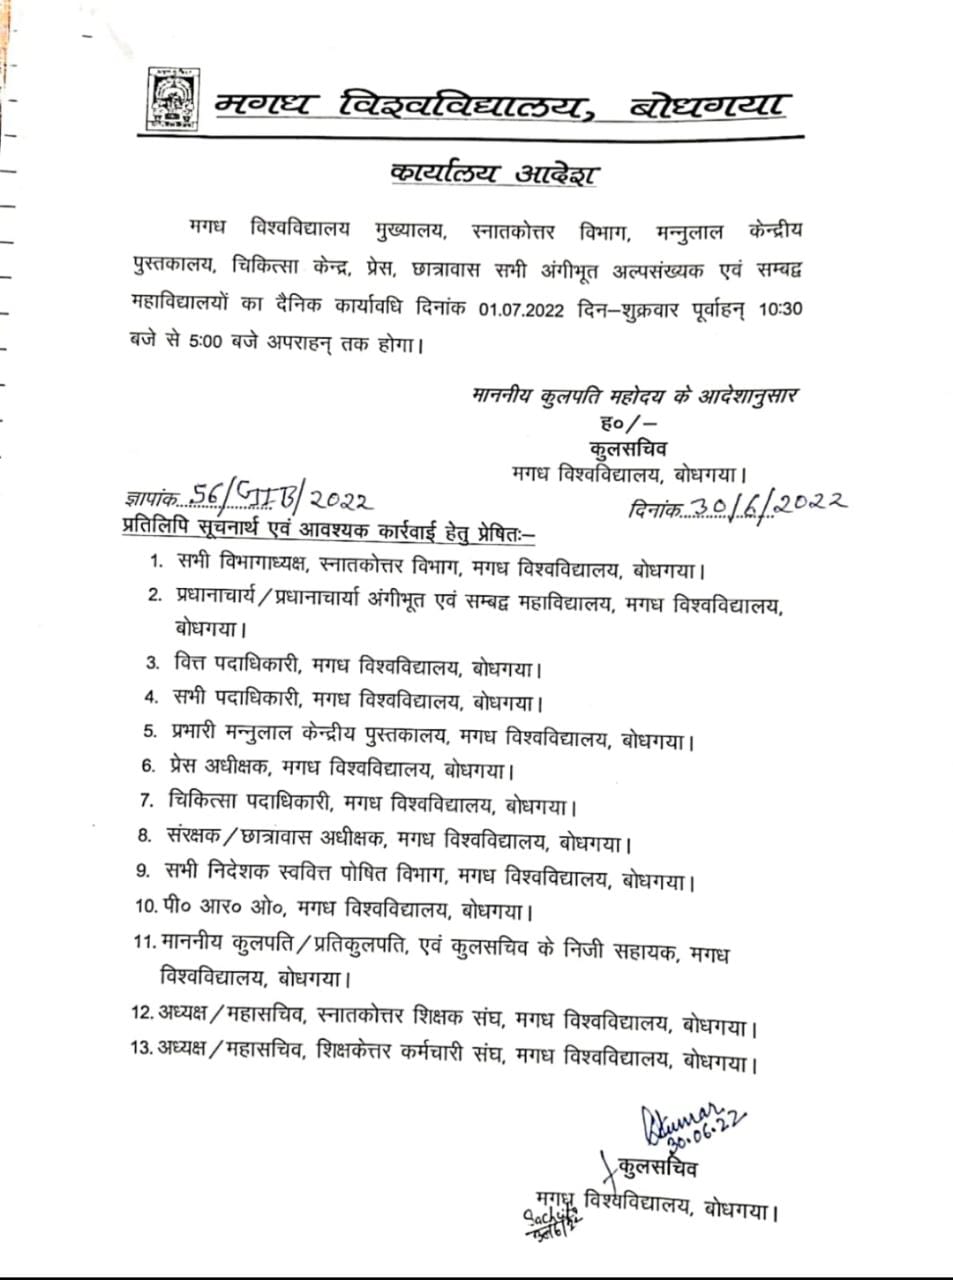 मगध विश्वविद्यालय, बोधगया
कार्यालय आदेश
मगध विश्वविद्यालय मुख्यालय, स्नातकोत्तर विभाग, मन्नुलाल केन्द्रीय
पुस्तकालय, चिकित्सा केन्द्र, प्रेस, छात्रावास सभी अंगीभूत अल्पसंख्यक एवं सम्बद्व
महाविद्यालयों का दैनिक कार्यावधि दिनांक 01.07.2022 दिन–शुक्रवार पूर्वाहन् 10:30
बजे से 5:00 बजे अपराहन् तक होगा।
माननीय कुलपति महोदय के आदेशानुसार
ह०/–
कुलसचिव
मगध विश्वविद्यालय, बोधगया।
ज्ञापांक 56/GIB/2022
दिनांक 30/6/2022
प्रतिलिपि सूचनार्थ एवं आवश्यक कार्रवाई हेतु प्रेषितः–
1. सभी विभागाध्यक्ष, स्नातकोत्तर विभाग, मगध विश्वविद्यालय, बोधगया।
2. प्रधानाचार्य/प्रधानाचार्या अंगीभूत एवं सम्बद्व महाविद्यालय, मगध विश्वविद्यालय,
बोधगया।
3. वित्त पदाधिकारी, मगध विश्वविद्यालय, बोधगया।
4. सभी पदाधिकारी, मगध विश्वविद्यालय, बोधगया।
5. प्रभारी मन्नुलाल केन्द्रीय पुस्तकालय, मगध विश्वविद्यालय, बोधगया।
6. प्रेस अधीक्षक, मगध विश्वविद्यालय, बोधगया।
7. चिकित्सा पदाधिकारी, मगध विश्वविद्यालय, बोधगया।
8. संरक्षक/छात्रावास अधीक्षक, मगध विश्वविद्यालय, बोधगया।
9. सभी निदेशक स्ववित्त पोषित विभाग, मगध विश्वविद्यालय, बोधगया।
10. पी० आर० ओ०, मगध विश्वविद्यालय, बोधगया।
11. माननीय कुलपति/प्रतिकुलपति, एवं कुलसचिव के निजी सहायक, मगध
विश्वविद्यालय, बोधगया।
12. अध्यक्ष/महासचिव, स्नातकोत्तर शिक्षक संघ, मगध विश्वविद्यालय, बोधगया।
13. अध्यक्ष/महासचिव, शिक्षकेत्तर कर्मचारी संघ, मगध विश्वविद्यालय, बोधगया।
30.06.22
कुलसचिव
मगध विश्वविद्यालय, बोधगया।